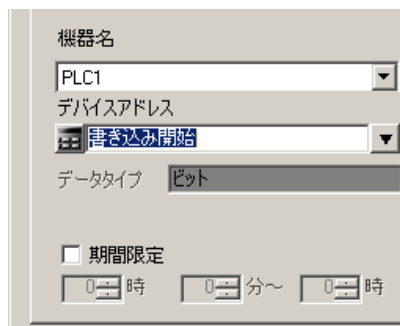 機器名
PLC1
デバイスアドレス
書き込み開始
データタイプ ビット
期間限定
0 時 0 分~ 0 時